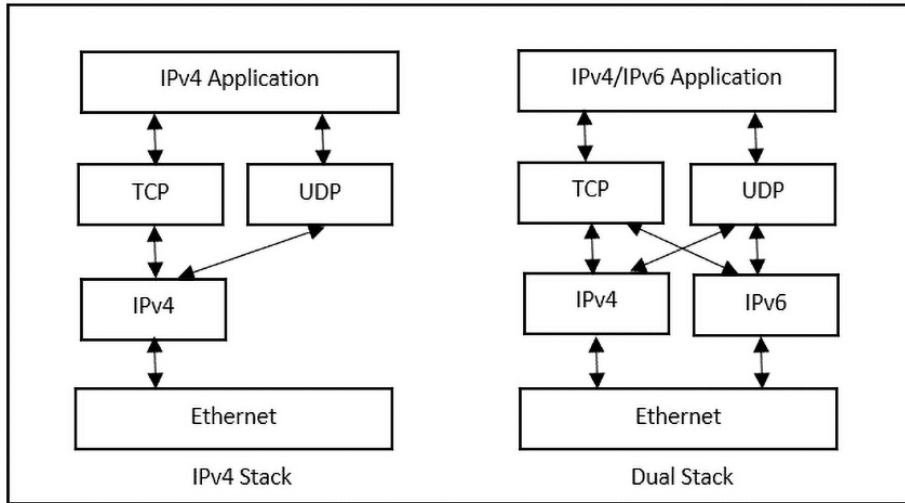 IPv4 Application
IPv4/IPv6 Application
TCP
UDP
TCP
UDP
IPv4
IPv4
IPv6
Ethernet
Ethernet
IPv4 Stack
Dual Stack